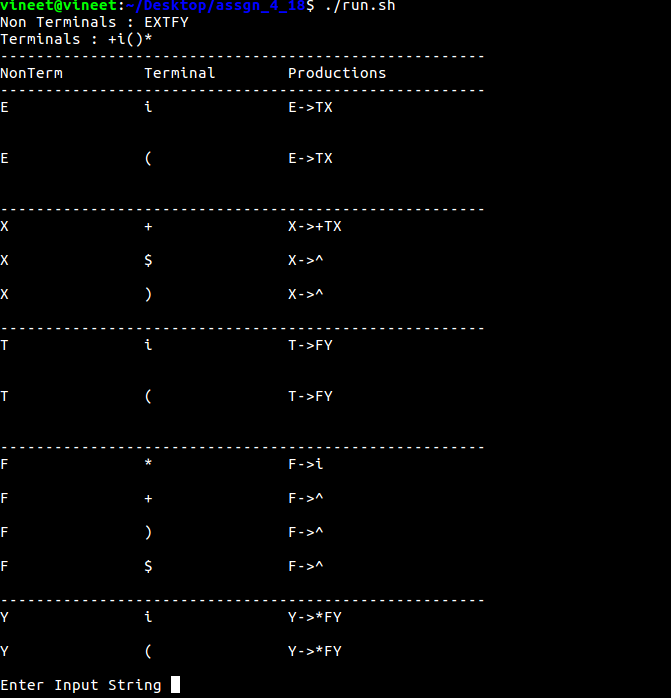 vineet@vineet:~/Desktop/assgn_4_18$ ./run.sh
Non Terminals : EXTFY
Terminals : +i()*
------------------------------------------------------
NonTerm Terminal Productions
------------------------------------------------------
E i E->TX
E ( E->TX
------------------------------------------------------
X + X->+TX
X $ X->^
X ) X->^
------------------------------------------------------
T i T->FY
T ( T->FY
------------------------------------------------------
F * F->i
F + F->^
F ) F->^
F $ F->^
------------------------------------------------------
Y i Y->*FY
Y ( Y->*FY
Enter Input String